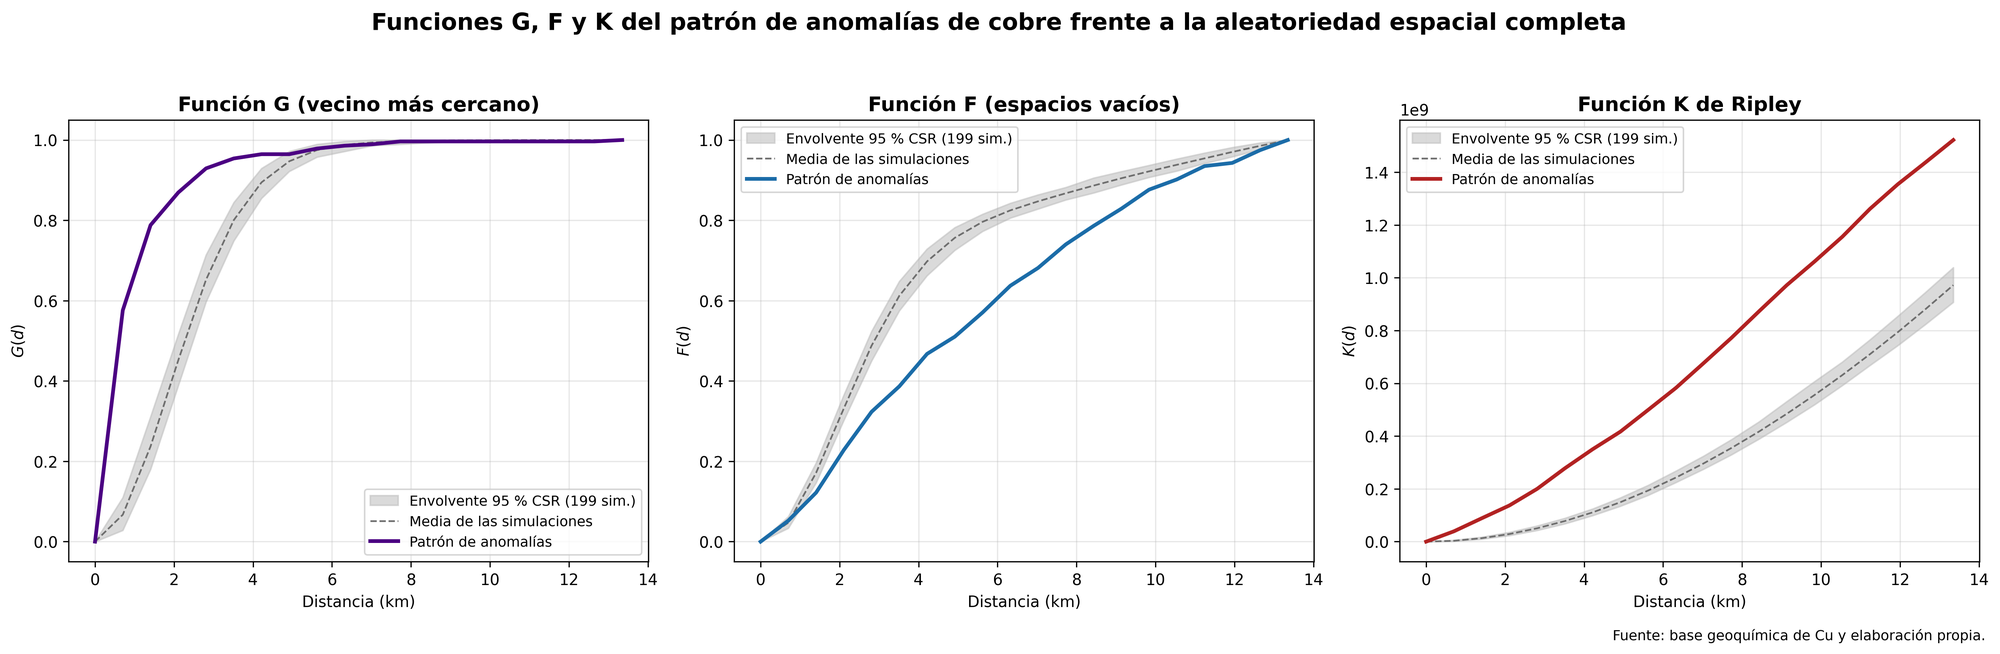 Funciones G, F y K del patrón de anomalías de cobre frente a la aleatoriedad espacial completa
Función G (vecino más cercano)
G(d)
1.0
0.8
0.6
0.4
0.2
0.0
Envolvente 95 % CSR (199 sim.)
Media de las simulaciones
Patrón de anomalías
0 2 4 6 8 10 12 14
Distancia (km)
Función F (espacios vacíos)
F(d)
1.0
0.8
0.6
0.4
0.2
0.0
Envolvente 95 % CSR (199 sim.)
Media de las simulaciones
Patrón de anomalías
0 2 4 6 8 10 12 14
Distancia (km)
Función K de Ripley
1e9
K(d)
1.4
1.2
1.0
0.8
0.6
0.4
0.2
0.0
Envolvente 95 % CSR (199 sim.)
Media de las simulaciones
Patrón de anomalías
0 2 4 6 8 10 12 14
Distancia (km)
Fuente: base geoquímica de Cu y elaboración propia.